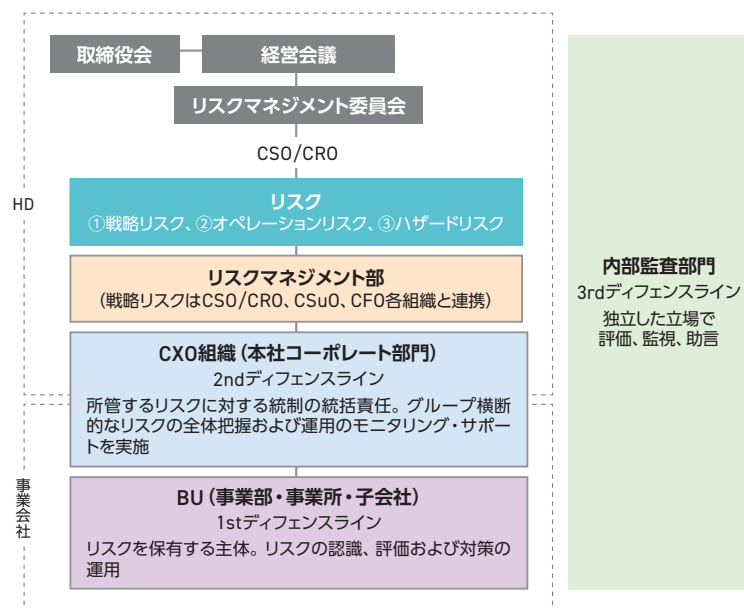 取締役会
経営会議
リスクマネジメント委員会
CSO/CRO
HD
リスク
①戦略リスク、②オペレーションリスク、③ハザードリスク
リスクマネジメント部
(戦略リスクはCSO/CRO、CSuO、CFO各組織と連携)
CXO組織(本社コーポレート部門)
2ndディフェンスライン
所管するリスクに対する統制の統括責任。グループ横断
的なリスクの全体把握および運用のモニタリング・サポー
トを実施
事業会社
BU(事業部・事業所・子会社)
1stディフェンスライン
リスクを保有する主体。リスクの認識、評価および対策の
運用
内部監査部門
3rdディフェンスライン
独立した立場で
評価、監視、助言